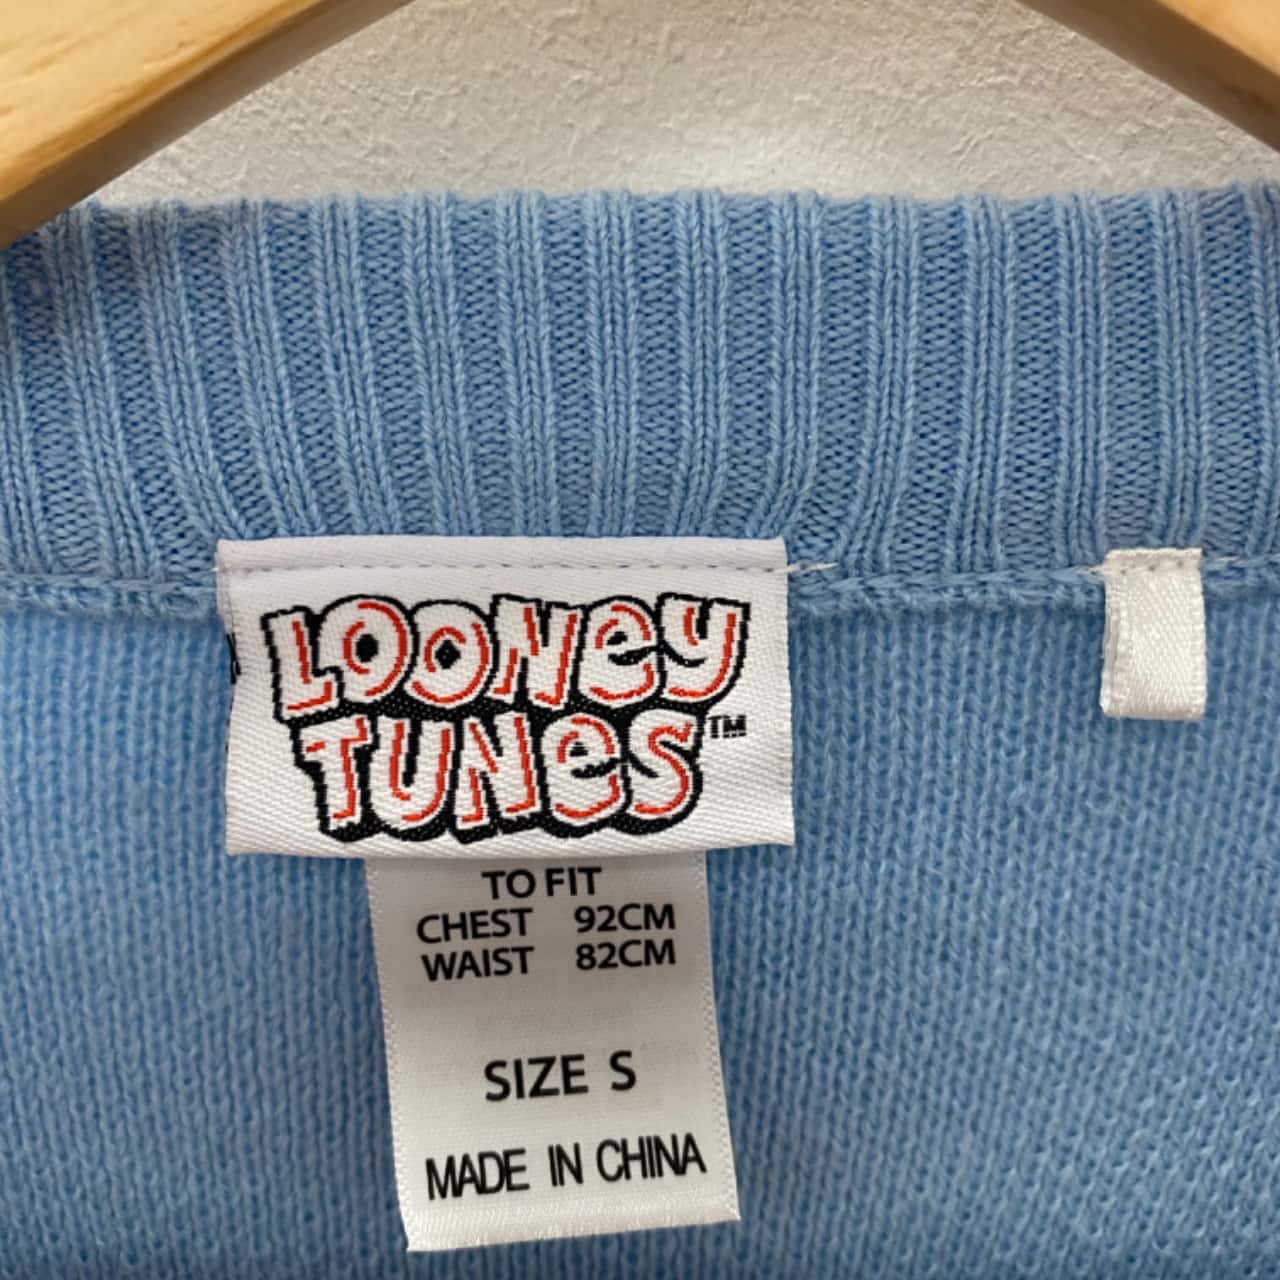 LOONEY
TUNES™
TO FIT
CHEST 92CM
WAIST 82CM
SIZE S
MADE IN CHINA